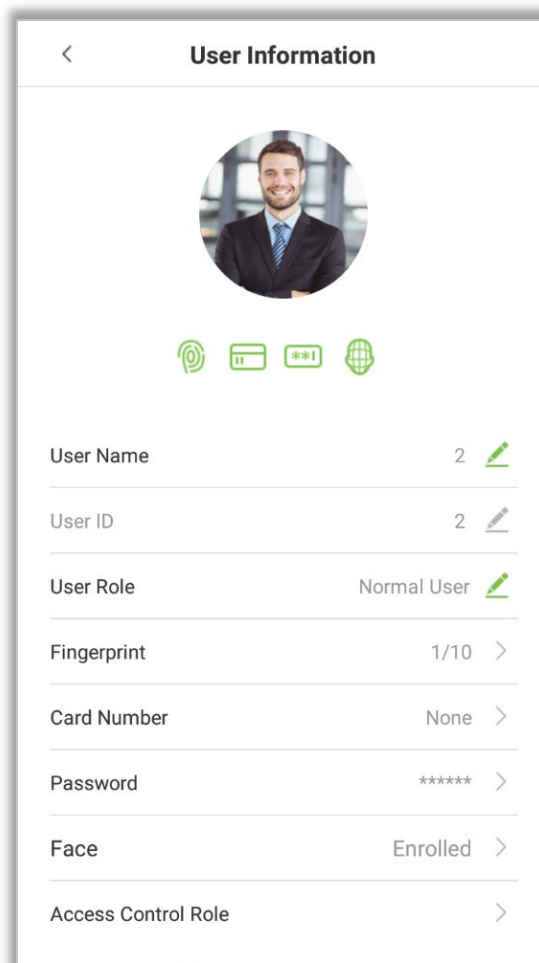 User Information
**
User Name 2
User ID 2
User Role Normal User
Fingerprint 1/10
Card Number None
Password ******
Face Enrolled
Access Control Role